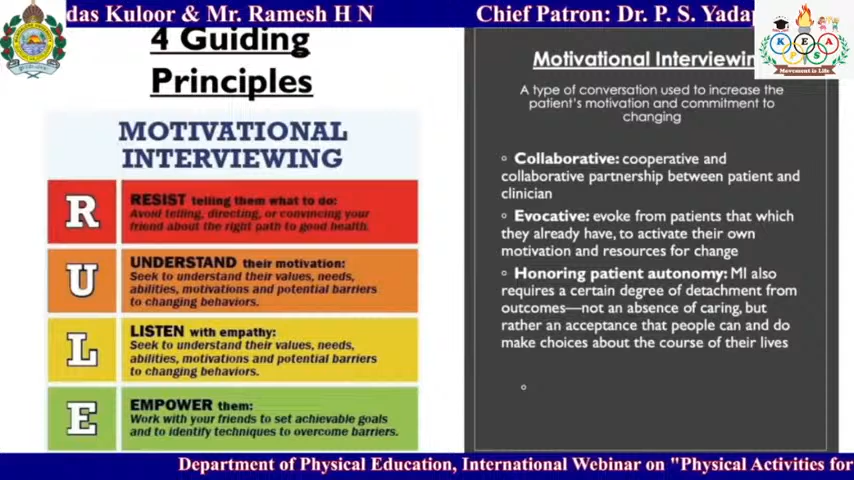 das Kuloor & Mr. Ramesh H N
Chief Patron: Dr. P. S. Yadap
4 Guiding
Principles
MOTIVATIONAL
INTERVIEWING
R
RESIST telling them what to do:
Avoid telling, directing, or convincing your
friend about the right path to good health.
U
UNDERSTAND their motivation:
Seek to understand their values, needs,
abilities, motivations and potential barriers
to changing behaviors.
L
LISTEN with empathy:
Seek to understand their values, needs,
abilities, motivations and potential barriers
to changing behaviors.
E
EMPOWER them:
Work with your friends to set achievable goals
and to identify techniques to overcome barriers.
Motivational Interviewin
A type of conversation used to increase the
patient's motivation and commitment to
changing
Collaborative: cooperative and
collaborative partnership between patient and
clinician
Evocative: evoke from patients that which
they already have, to activate their own
motivation and resources for change
Honoring patient autonomy: MI also
requires a certain degree of detachment from
outcomes—not an absence of caring, but
rather an acceptance that people can and do
make choices about the course of their lives
K E A
P S
Movement is Life
Department of Physical Education, International Webinar on "Physical Activities for